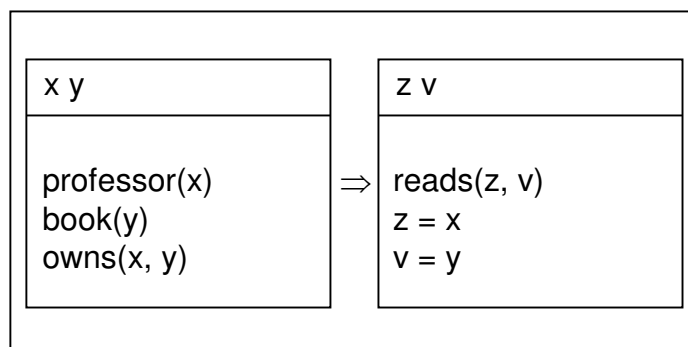 x y
professor(x)
book(y)
owns(x, y)
⇒
z v
reads(z, v)
z = x
v = y